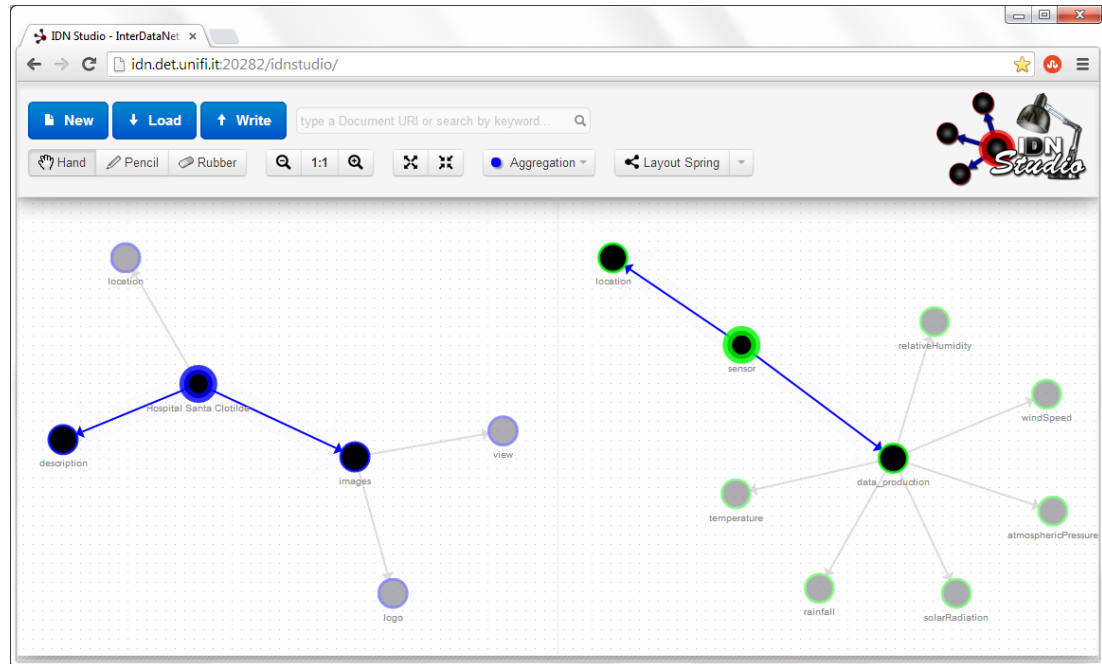 IDN Studio - InterDataNet
idn.det.unifi.it:20282/idnstudio/
New Load Write type a Document URI or search by keyword...
Hand Pencil Rubber 1:1 Aggregation Layout Spring
IDN
Studio
location
Hospital Santa Clotilde
description
images
view
logo
location
sensor
relativeHumidity
windSpeed
data_production
temperature
atmosphericPressure
rainfall
solarRadiation